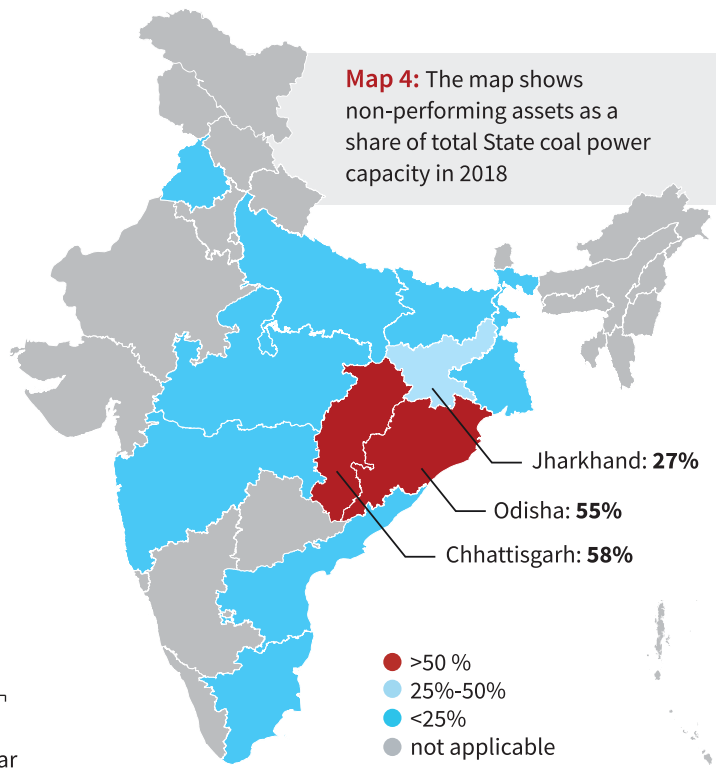 Map 4: The map shows
non-performing assets as a
share of total State coal power
capacity in 2018
Jharkhand: 27%
Odisha: 55%
Chhattisgarh: 58%
>50 %
25%-50%
<25%
not applicable
ar